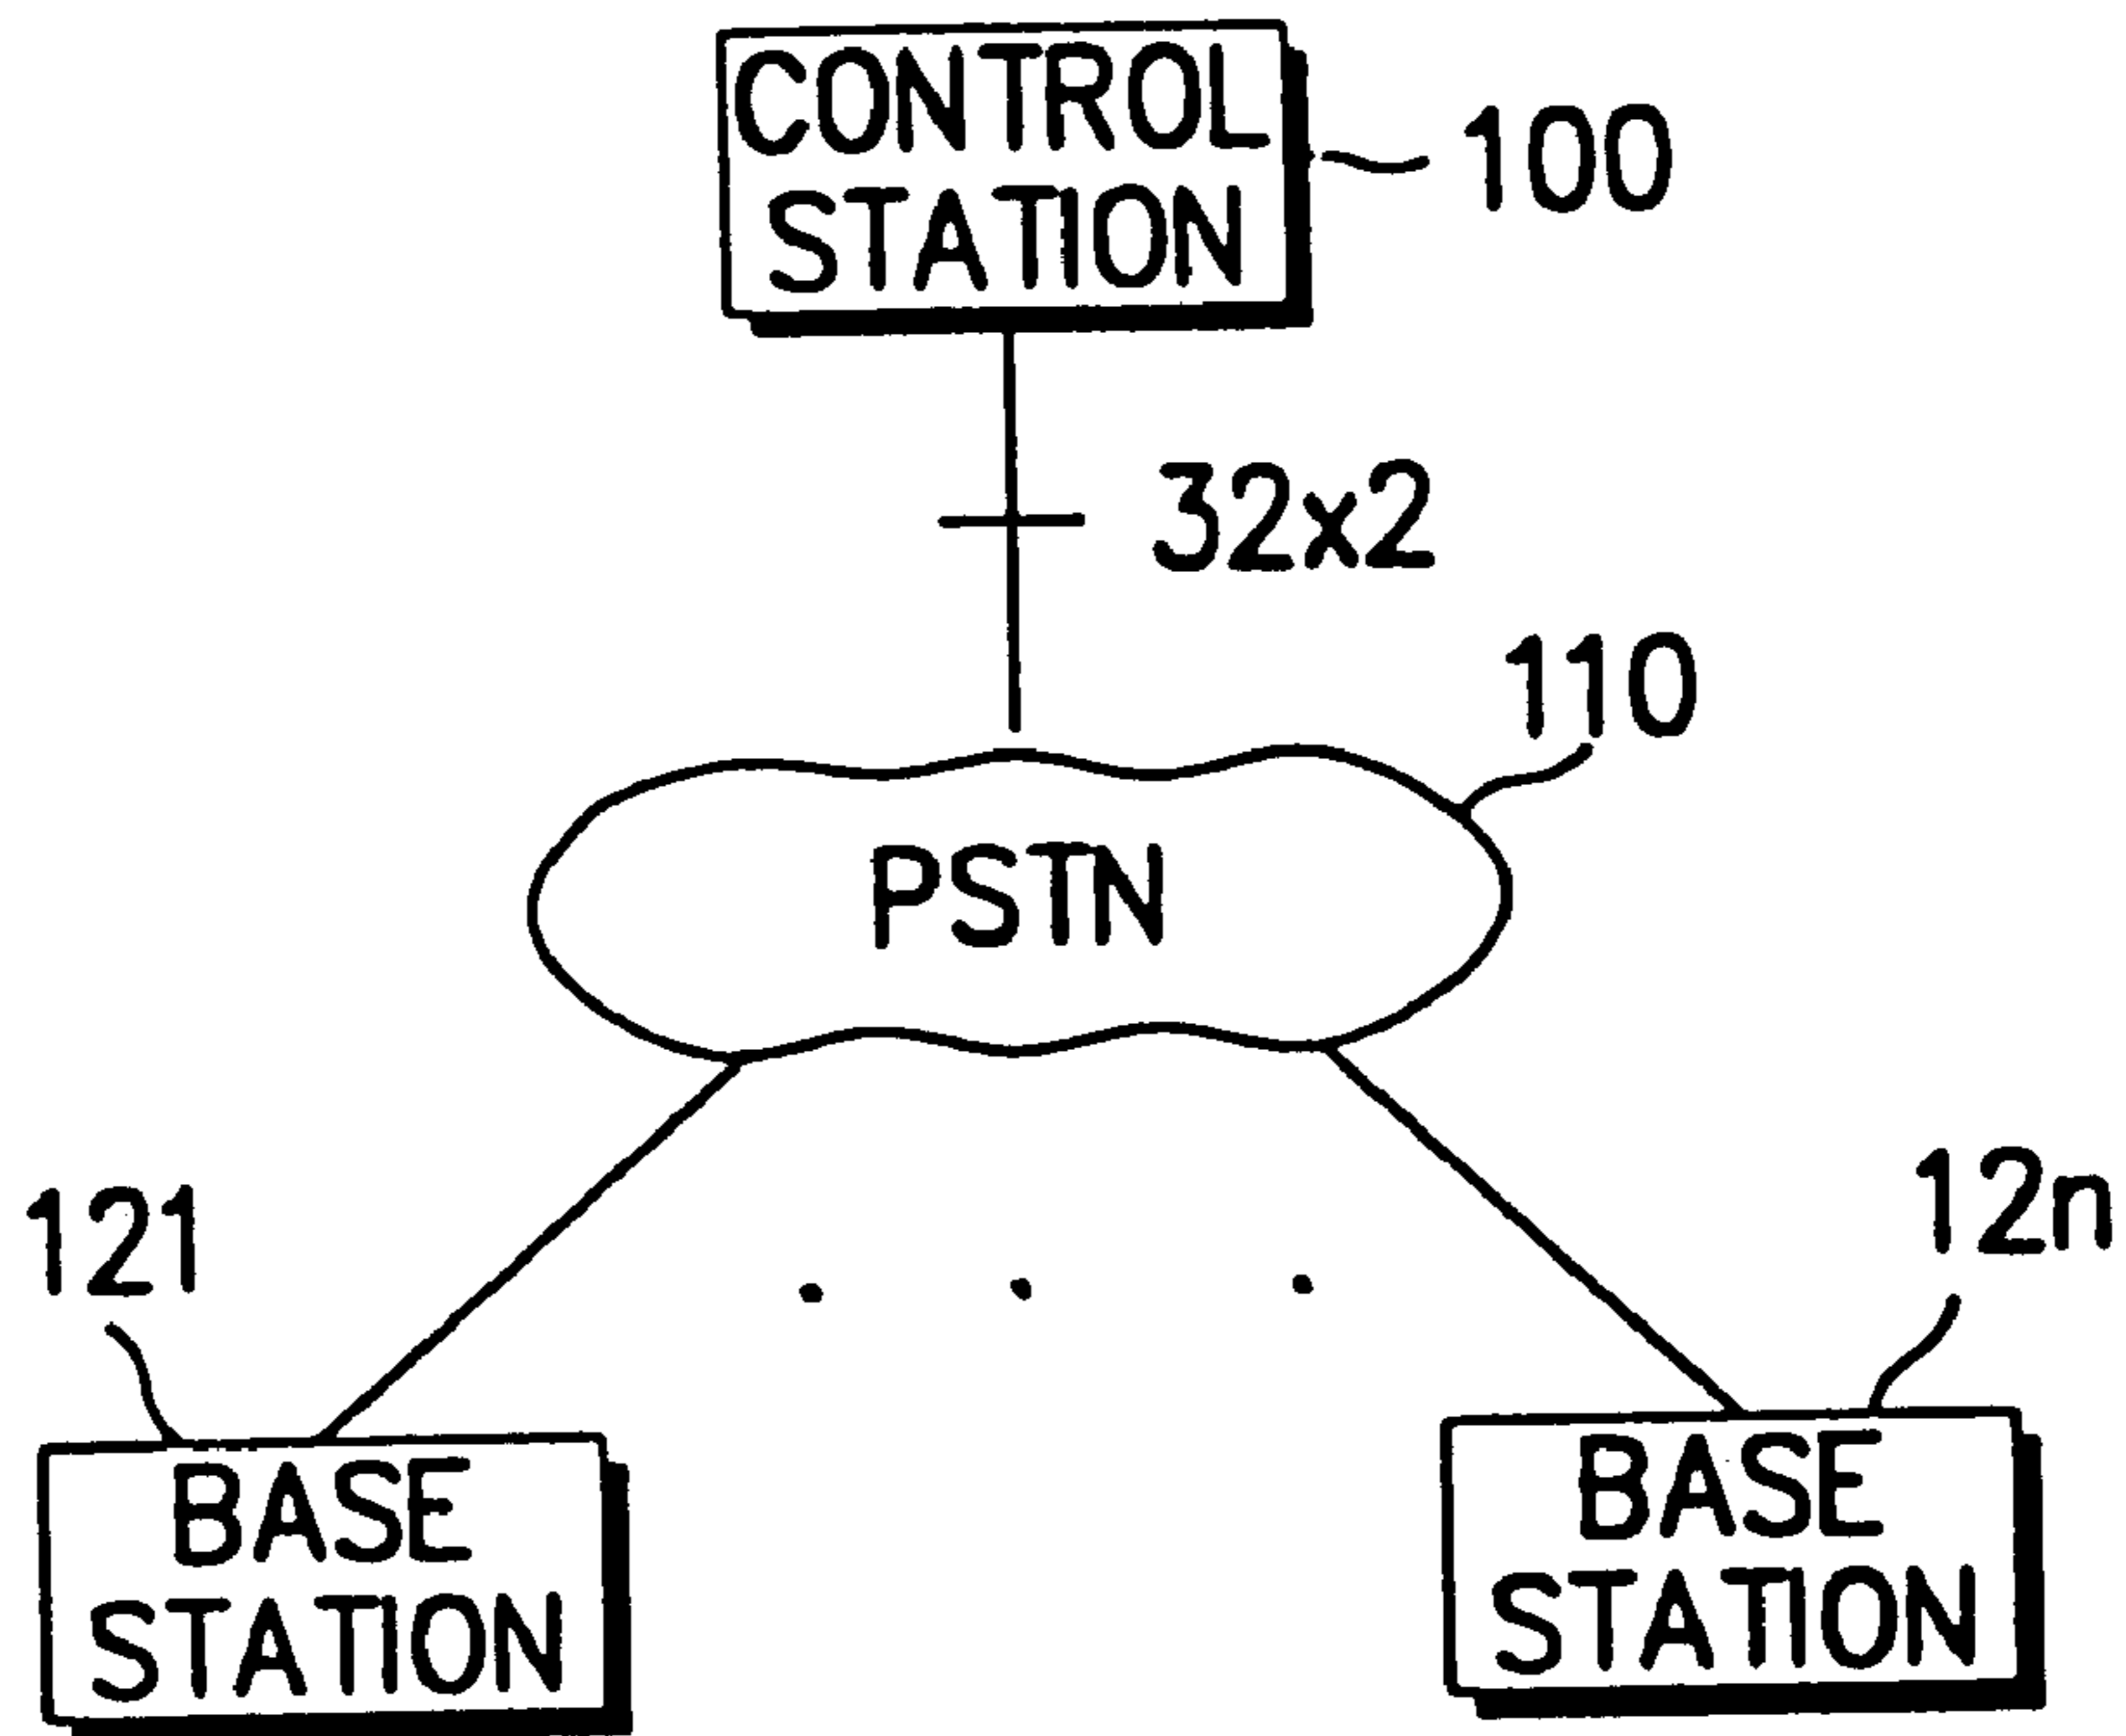 CONTROL
STATION
100
32x2
110
PSTN
121
12n
BASE
STATION
BASE
STATION